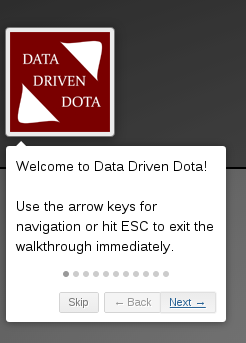 DATA
DRIVEN
DOTA
Welcome to Data Driven Dota!
Use the arrow keys for
navigation or hit ESC to exit the
walkthrough immediately.
Skip
← Back
Next →